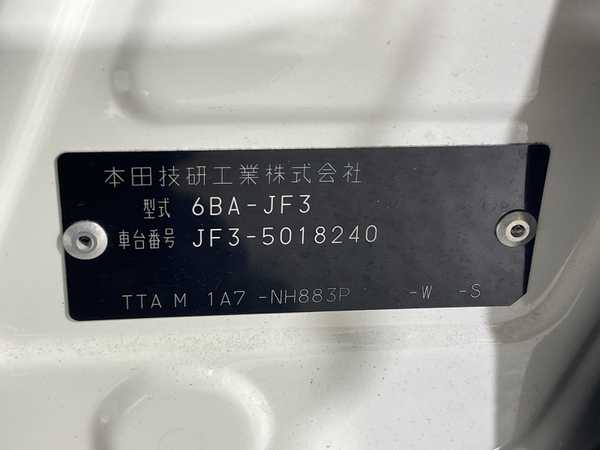 本田技研工業株式会社
型式 6BA-JF3
車台番号 JF3-5018240
TTA M 1A7 -NH883P -W -S